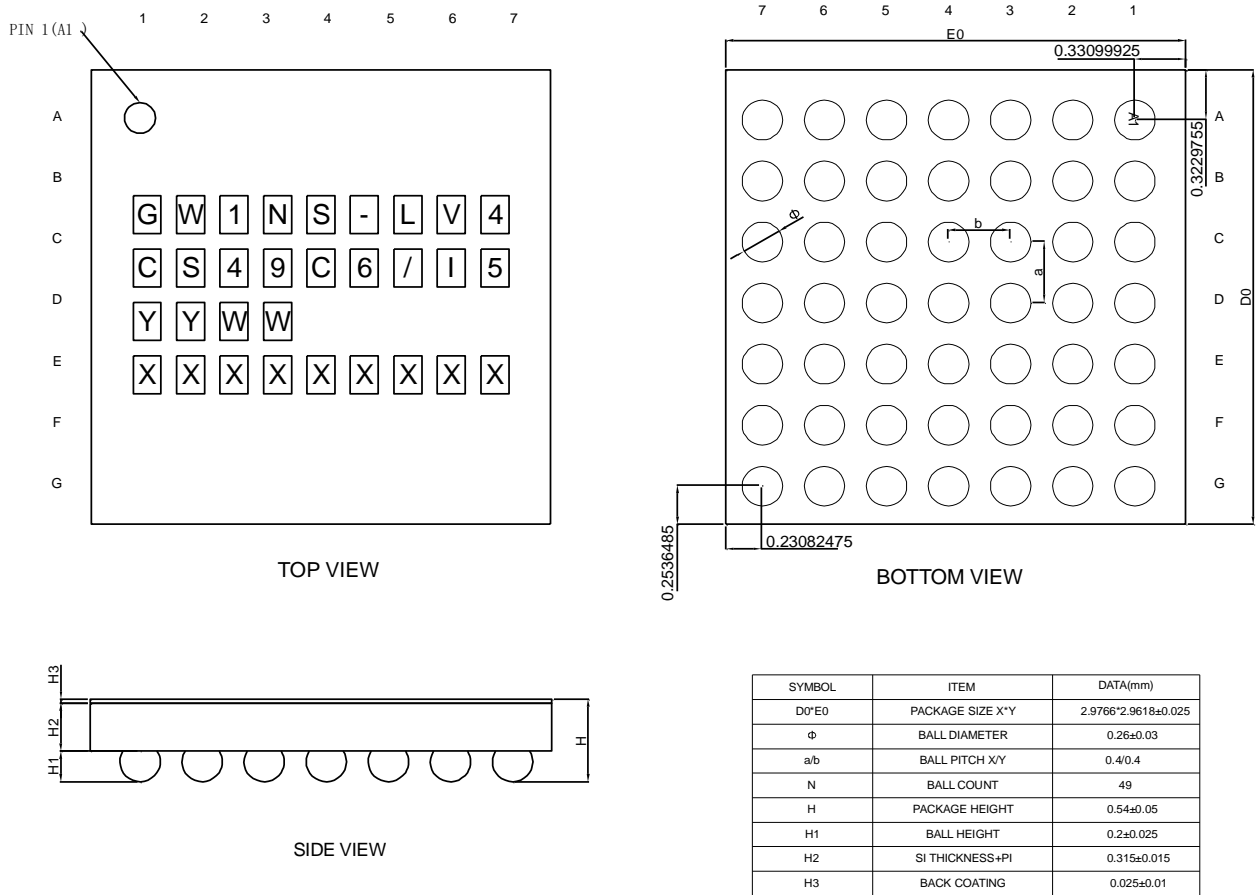 1 2 3 4 5 6 7
PIN 1(A1 )
A
B
C
D
E
F
G
G W 1 N S - L V 4
C S 4 9 C 6 / I 5
Y Y W W
X X X X X X X X X
TOP VIEW
7 6 5 4 3 2 1
E0
0.33099925
A1
0.3229755
A
B
C
D
E
F
G
Φ
b
a
D0
0.2536485
0.23082475
BOTTOM VIEW
H3
H2
H1
H
SIDE VIEW
SYMBOL ITEM DATA(mm)
D0*E0 PACKAGE SIZE X*Y 2.9766*2.9618±0.025
Φ BALL DIAMETER 0.26±0.03
a/b BALL PITCH X/Y 0.4/0.4
N BALL COUNT 49
H PACKAGE HEIGHT 0.54±0.05
H1 BALL HEIGHT 0.2±0.025
H2 SI THICKNESS+PI 0.315±0.015
H3 BACK COATING 0.025±0.01